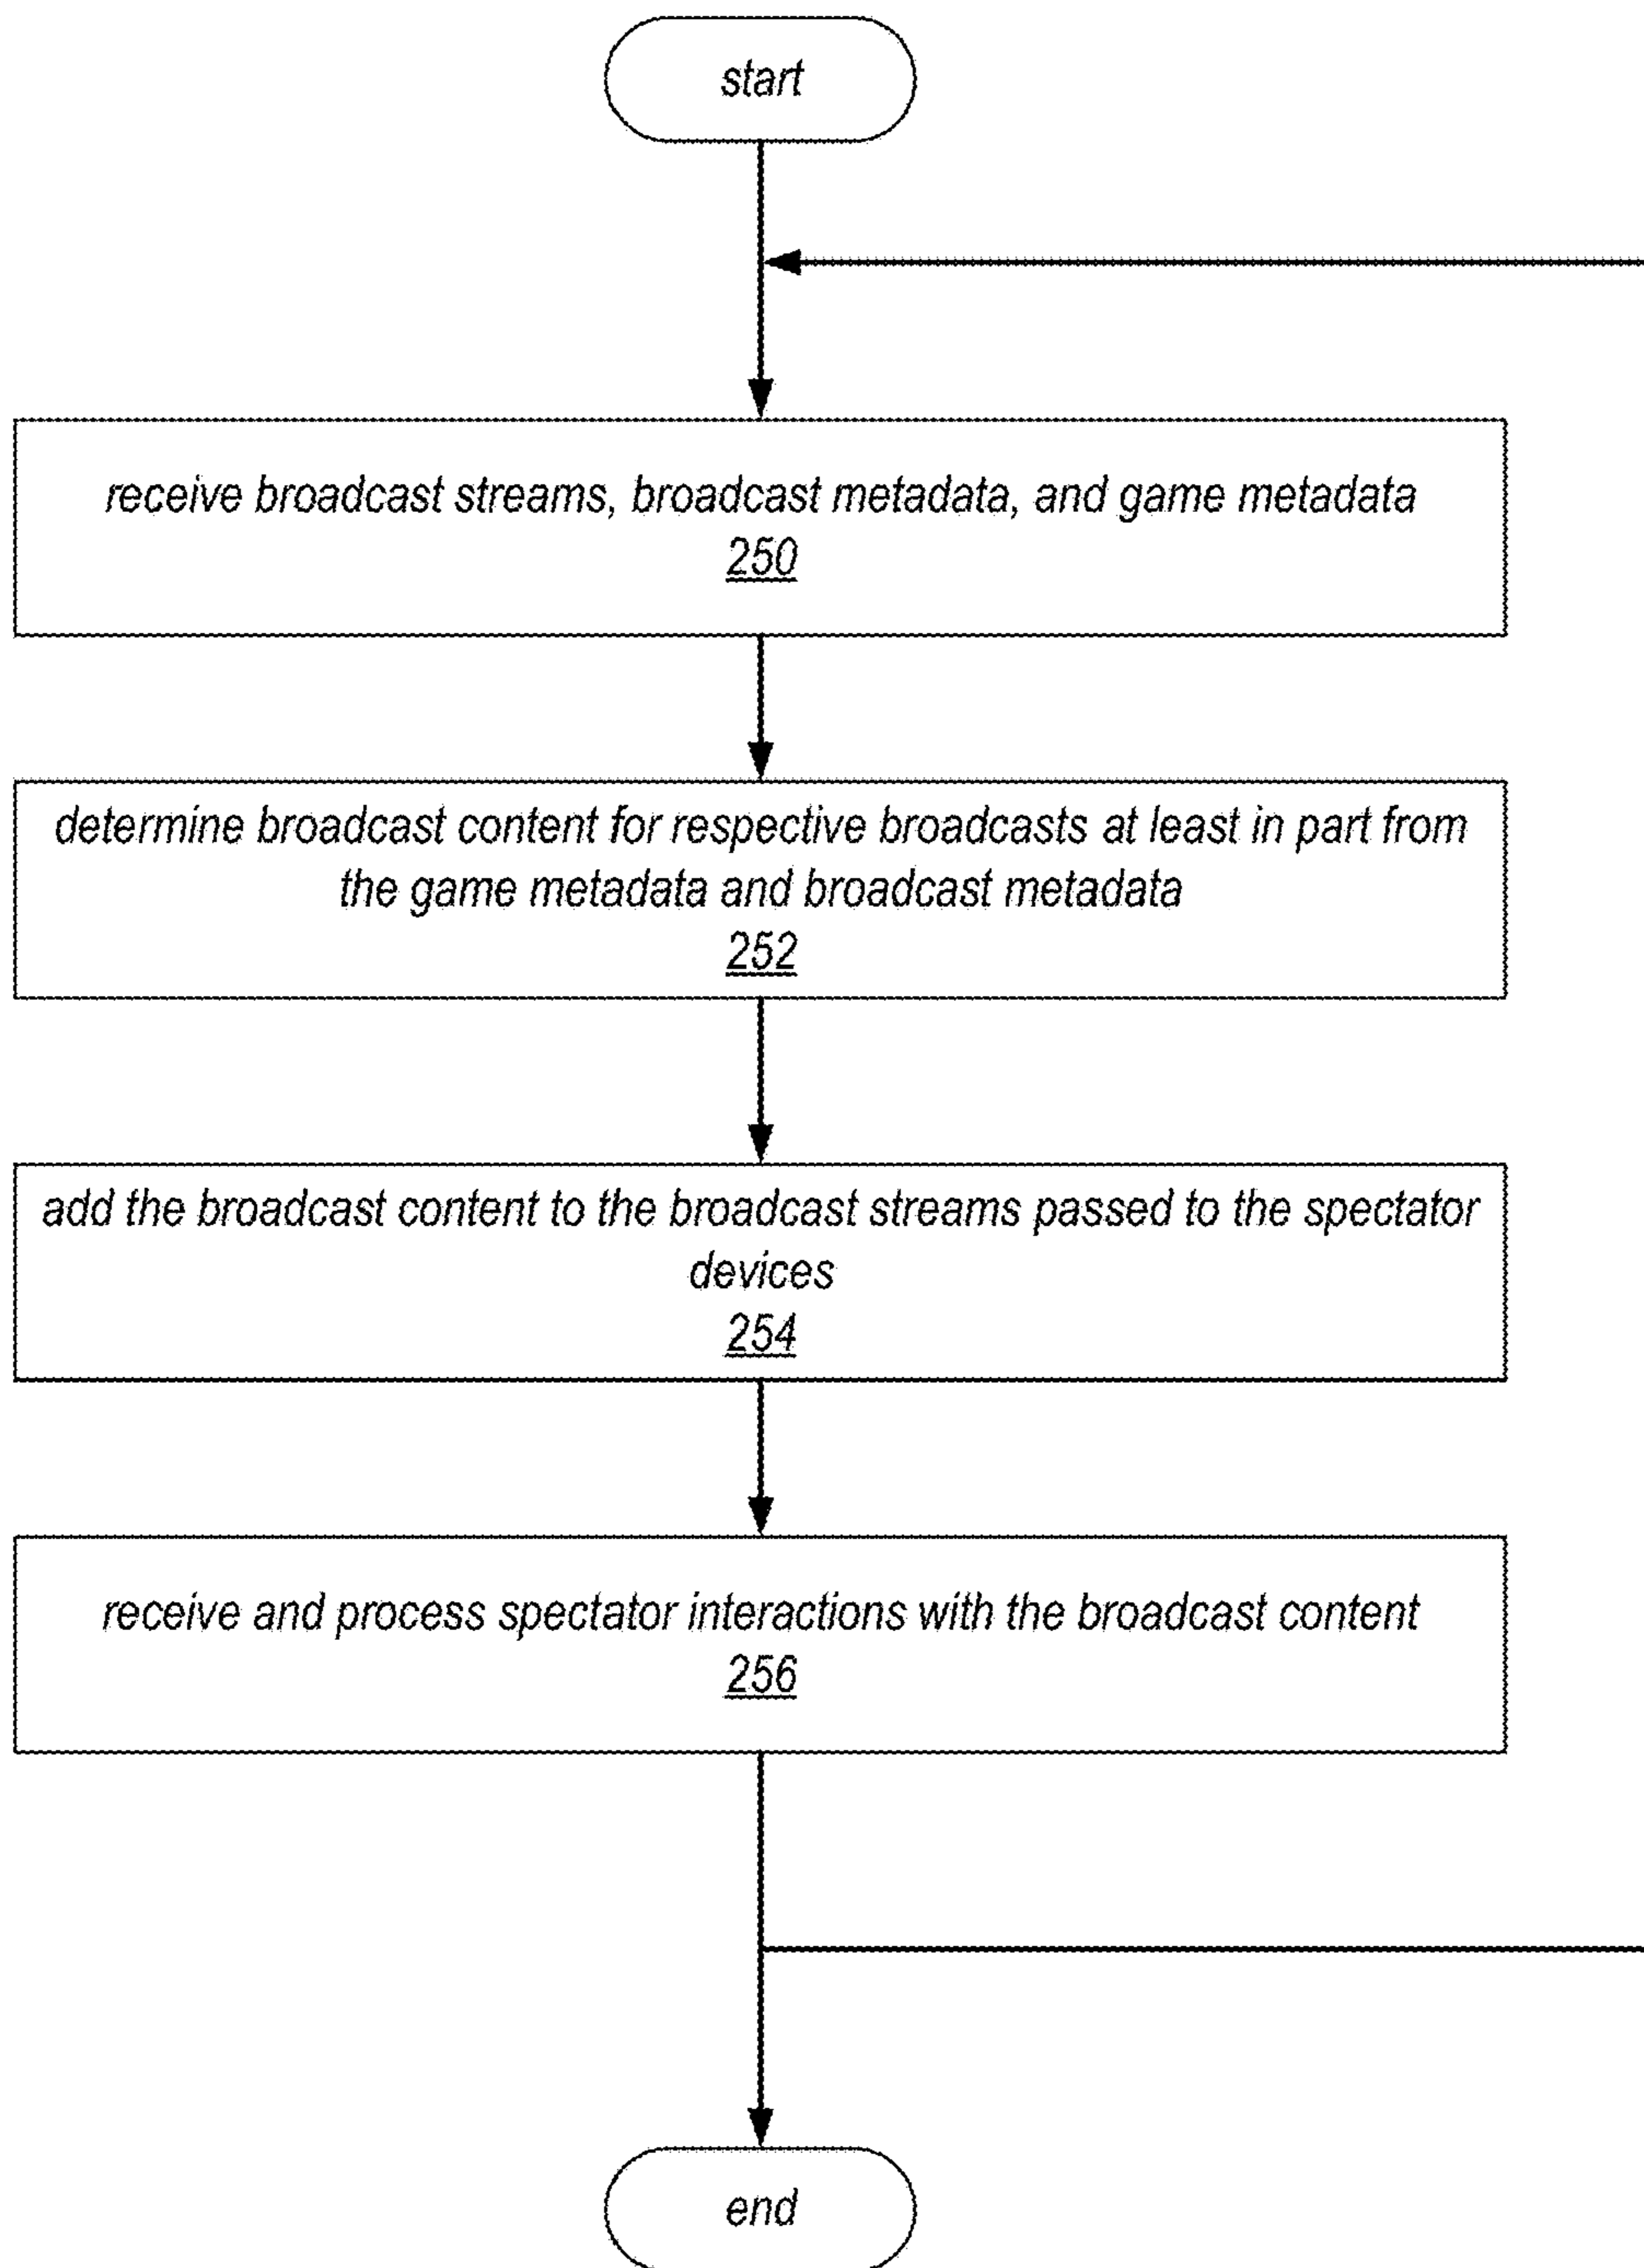 start
receive broadcast streams, broadcast metadata, and game metadata
250
determine broadcast content for respective broadcasts at least in part from
the game metadata and broadcast metadata
252
add the broadcast content to the broadcast streams passed to the spectator
devices
254
receive and process spectator interactions with the broadcast content
256
end